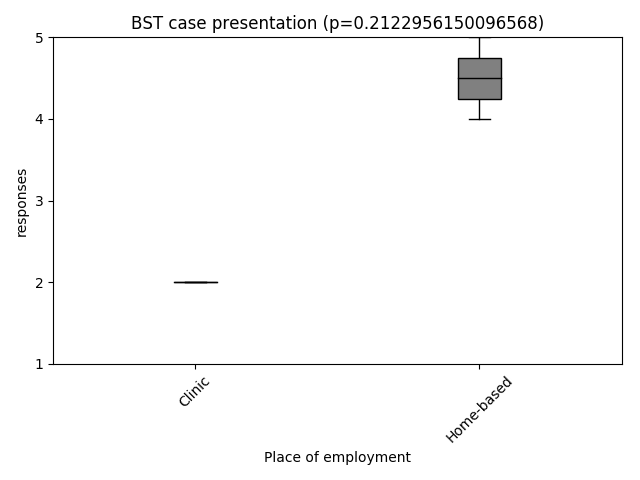 BST case presentation (p=0.2122956150096568)
5
4
3
2
1
responses
Clinic
Home-based
Place of employment